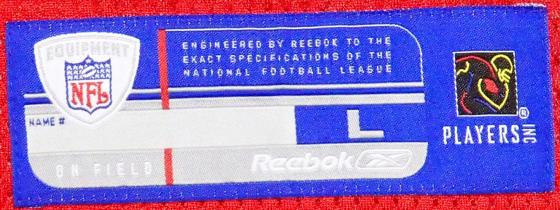 EQUIPMENT
NFL
ENGINEERED BY REEBOK TO THE
EXACT SPECIFICATIONS OF THE
NATIONAL FOOTBALL LEAGUE
NAME #
L
ON FIELD
Reebok
PLAYERS INC ®